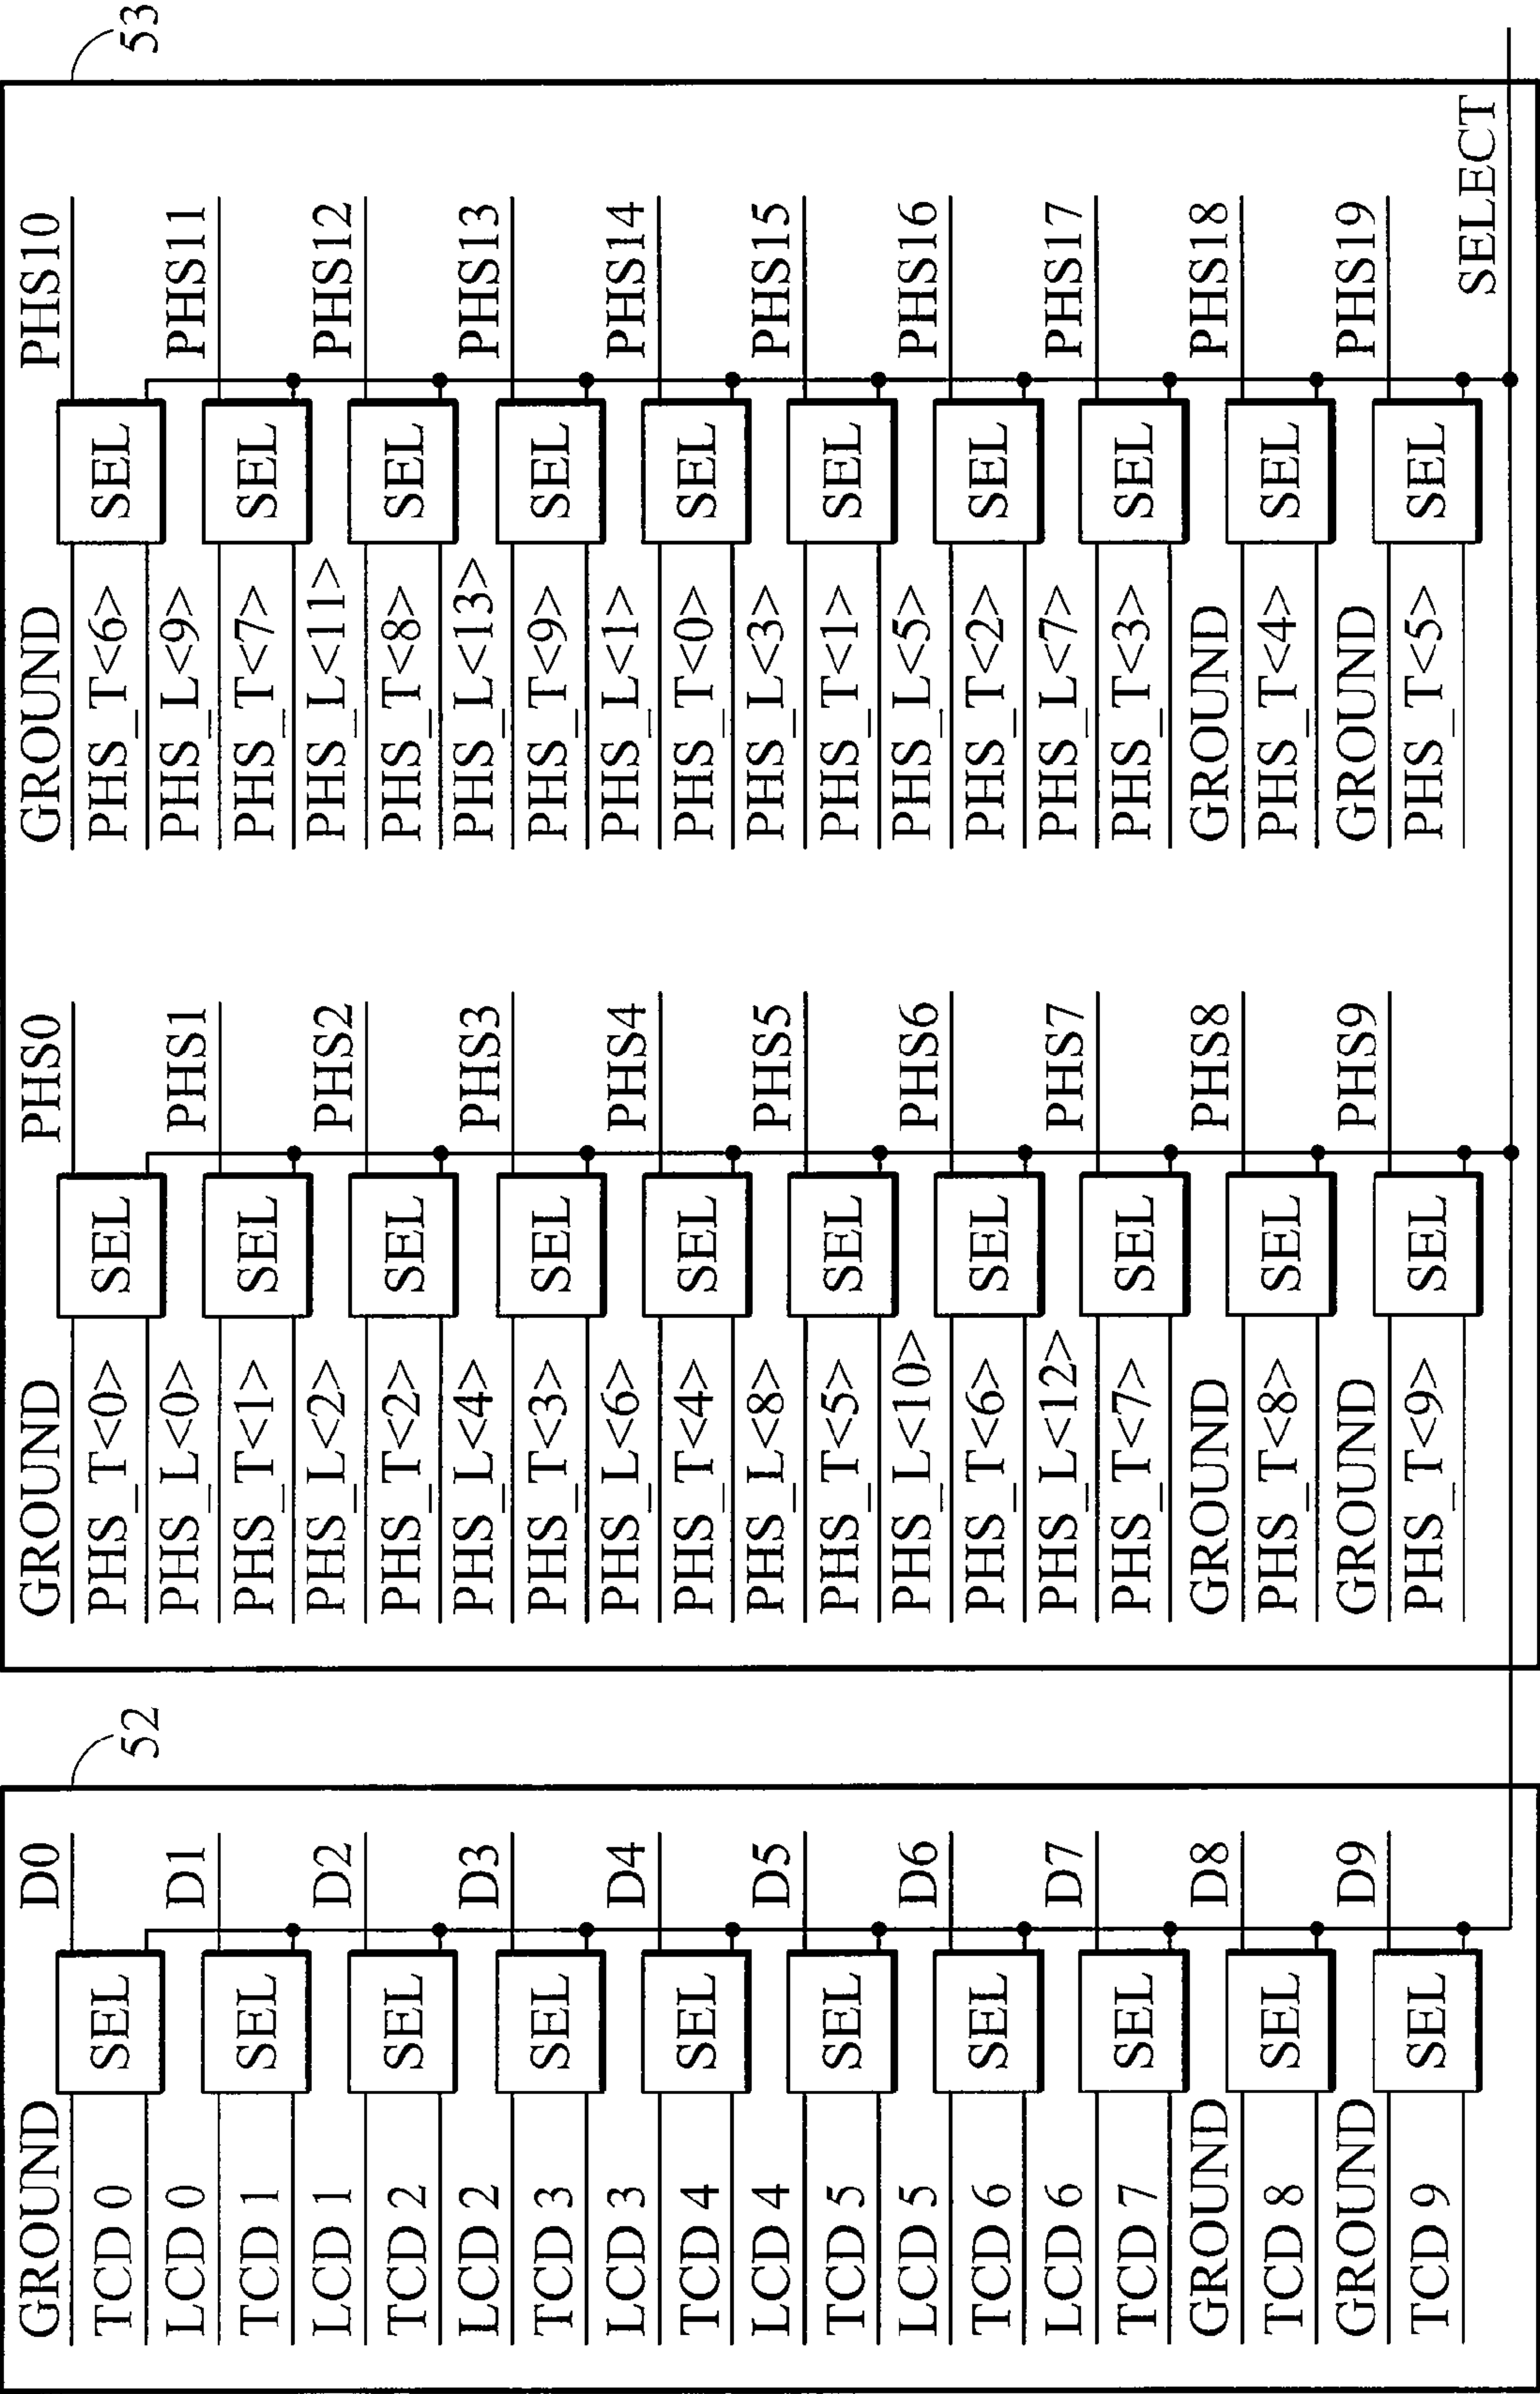 52
GROUND
D0
TCD 0
SEL
LCD 0
D1
TCD 1
SEL
LCD 1
D2
TCD 2
SEL
LCD 2
D3
TCD 3
SEL
LCD 3
D4
TCD 4
SEL
LCD 4
D5
TCD 5
SEL
LCD 5
D6
TCD 6
SEL
LCD 6
D7
TCD 7
SEL
GROUND
D8
TCD 8
SEL
GROUND
D9
TCD 9
SEL
53
GROUND
PHS0
PHS_T<0>
SEL
PHS_L<0>
PHS1
PHS_T<1>
SEL
PHS_L<2>
PHS2
PHS_T<2>
SEL
PHS_L<4>
PHS3
PHS_T<3>
SEL
PHS_L<6>
PHS4
PHS_T<4>
SEL
PHS_L<8>
PHS5
PHS_T<5>
SEL
PHS_L<10>
PHS6
PHS_T<6>
SEL
PHS_L<12>
PHS7
PHS_T<7>
SEL
GROUND
PHS8
PHS_T<8>
SEL
GROUND
PHS9
PHS_T<9>
SEL
GROUND
PHS10
PHS_T<6>
SEL
PHS_L<9>
PHS11
PHS_T<7>
SEL
PHS_L<11>
PHS12
PHS_T<8>
SEL
PHS_L<13>
PHS13
PHS_T<9>
SEL
PHS_L<1>
PHS14
PHS_T<0>
SEL
PHS_L<3>
PHS15
PHS_T<1>
SEL
PHS_L<5>
PHS16
PHS_T<2>
SEL
PHS_L<7>
PHS17
PHS_T<3>
SEL
GROUND
PHS18
PHS_T<4>
SEL
GROUND
PHS19
PHS_T<5>
SEL
SELECT